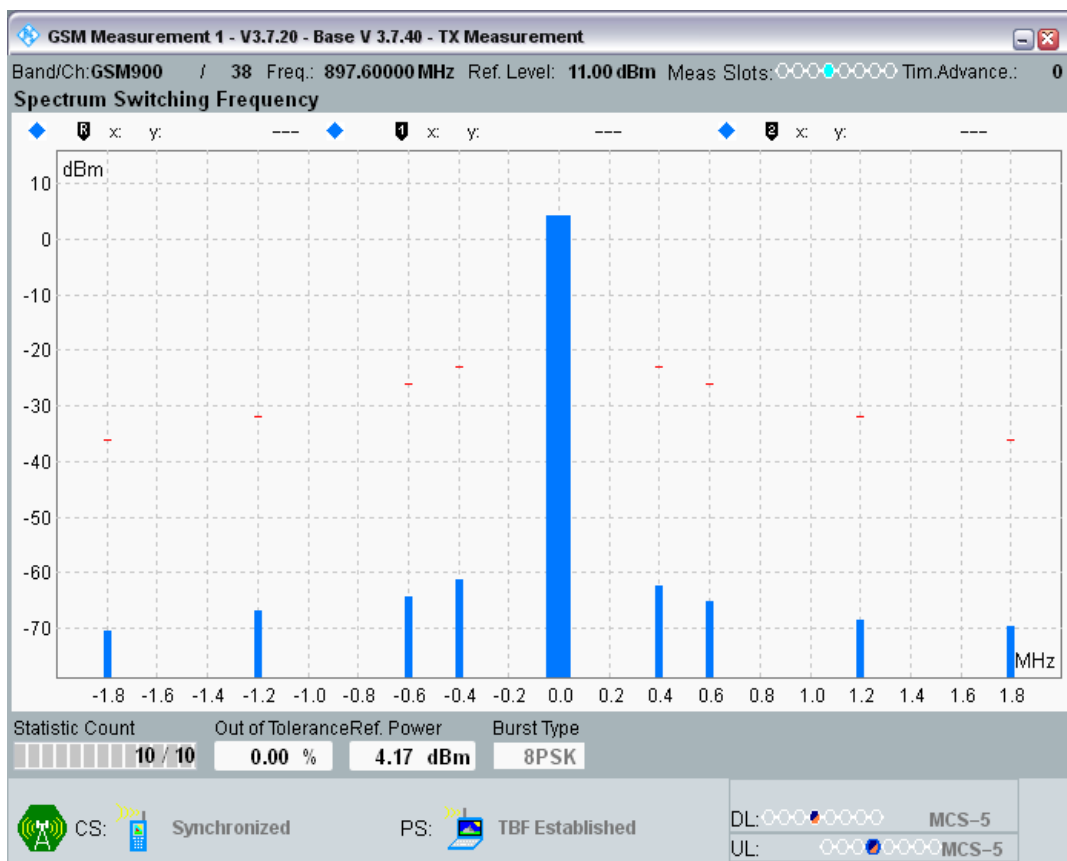 GSM Measurement 1 - V3.7.20 - Base V 3.7.40 - TX Measurement
Band/Ch:GSM900 / 38 Freq.: 897.60000 MHz Ref. Level: 11.00 dBm Meas Slots: Tim.Advance.: 0
Spectrum Switching Frequency
R x: y: --- 1 x: y: --- 2 x: y: ---
dBm
10
0
-10
-20
-30
-40
-50
-60
-70
MHz
-1.8 -1.6 -1.4 -1.2 -1.0 -0.8 -0.6 -0.4 -0.2 0.0 0.2 0.4 0.6 0.8 1.0 1.2 1.4 1.6 1.8
Statistic Count Out of Tolerance Ref. Power Burst Type
10 / 10 0.00 % 4.17 dBm 8PSK
CS: Synchronized PS: TBF Established
DL: MCS-5
UL: MCS-5